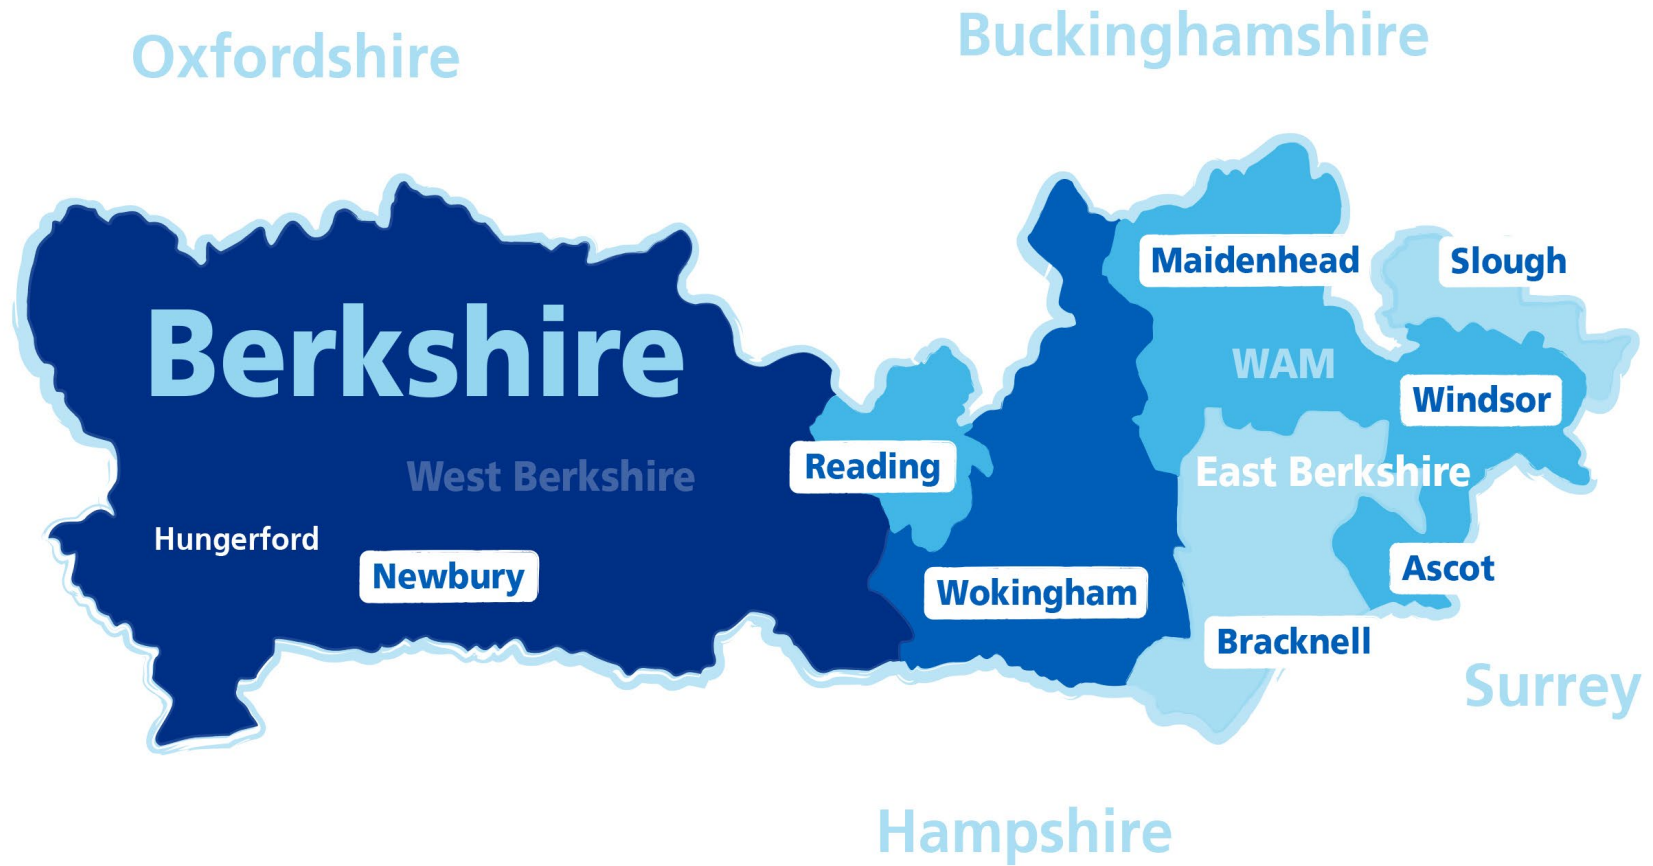 Oxfordshire
Buckinghamshire
Maidenhead
Slough
Berkshire
WAM
Windsor
West Berkshire
Reading
East Berkshire
Hungerford
Newbury
Wokingham
Ascot
Bracknell
Surrey
Hampshire